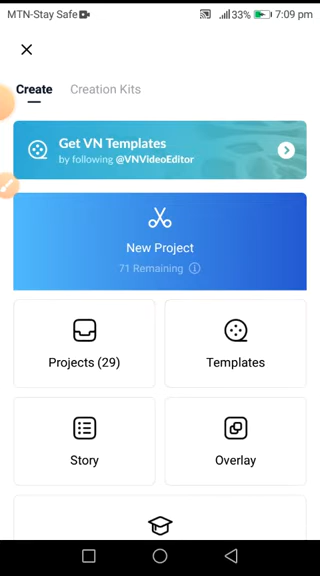 MTN-Stay Safe
33%
7:09 pm
Create
Creation Kits
Get VN Templates
by following @VNVideoEditor
New Project
71 Remaining
Projects (29)
Templates
Story
Overlay